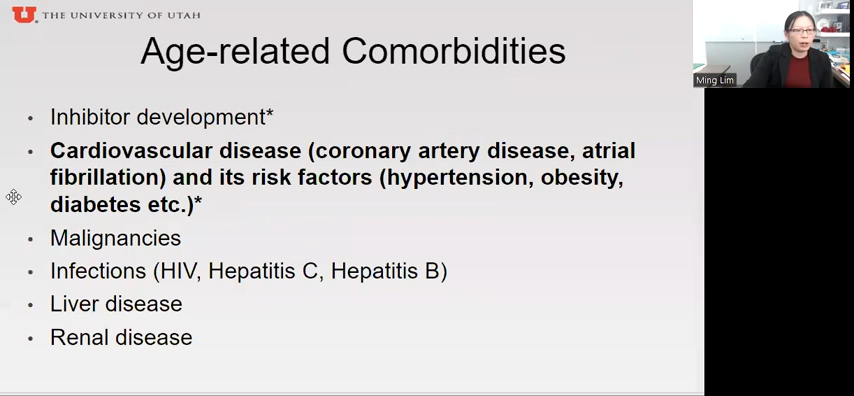 THE UNIVERSITY OF UTAH
Age-related Comorbidities
Ming Lim
• Inhibitor development*
• Cardiovascular disease (coronary artery disease, atrial
fibrillation) and its risk factors (hypertension, obesity,
diabetes etc.)*
• Malignancies
• Infections (HIV, Hepatitis C, Hepatitis B)
• Liver disease
• Renal disease